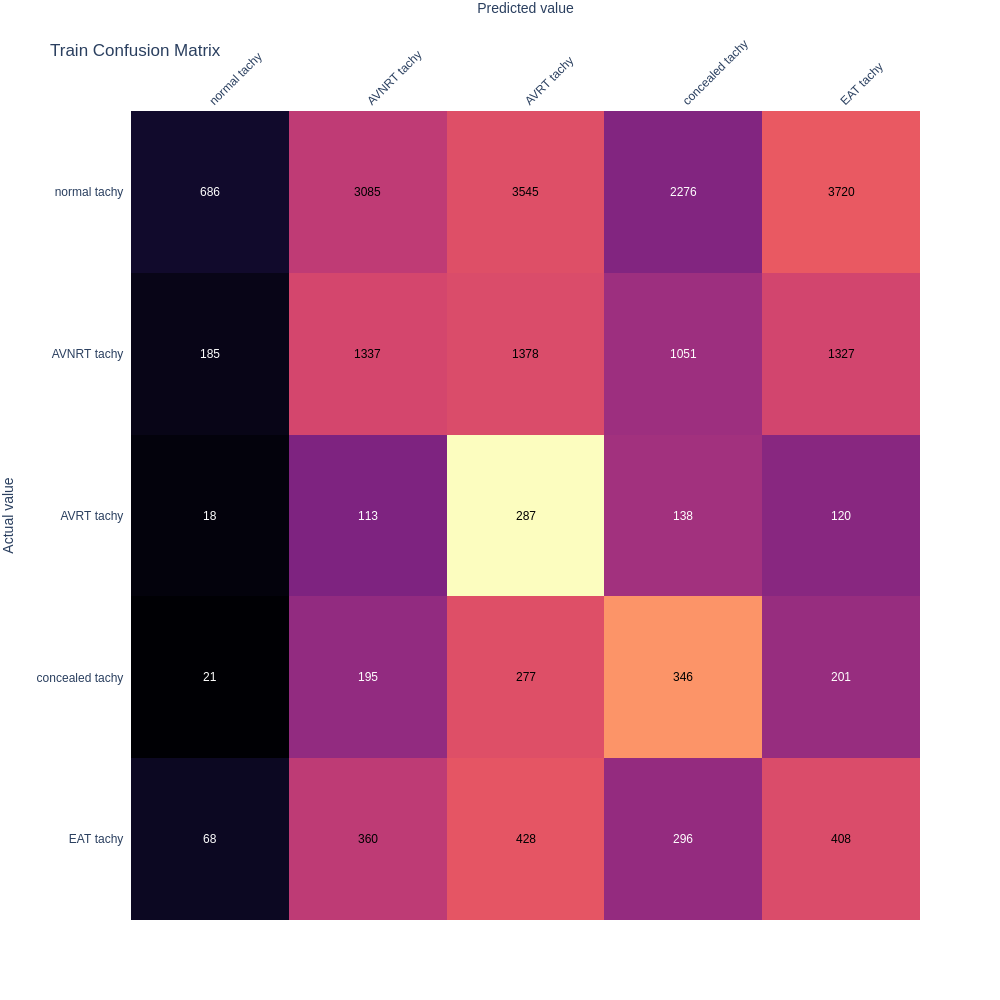 Predicted value
Train Confusion Matrix
normal tachy AVNRT tachy AVRT tachy concealed tachy EAT tachy
normal tachy 686 3085 3545 2276 3720
AVNRT tachy 185 1337 1378 1051 1327
Actual value
AVRT tachy 18 113 287 138 120
concealed tachy 21 195 277 346 201
EAT tachy 68 360 428 296 408